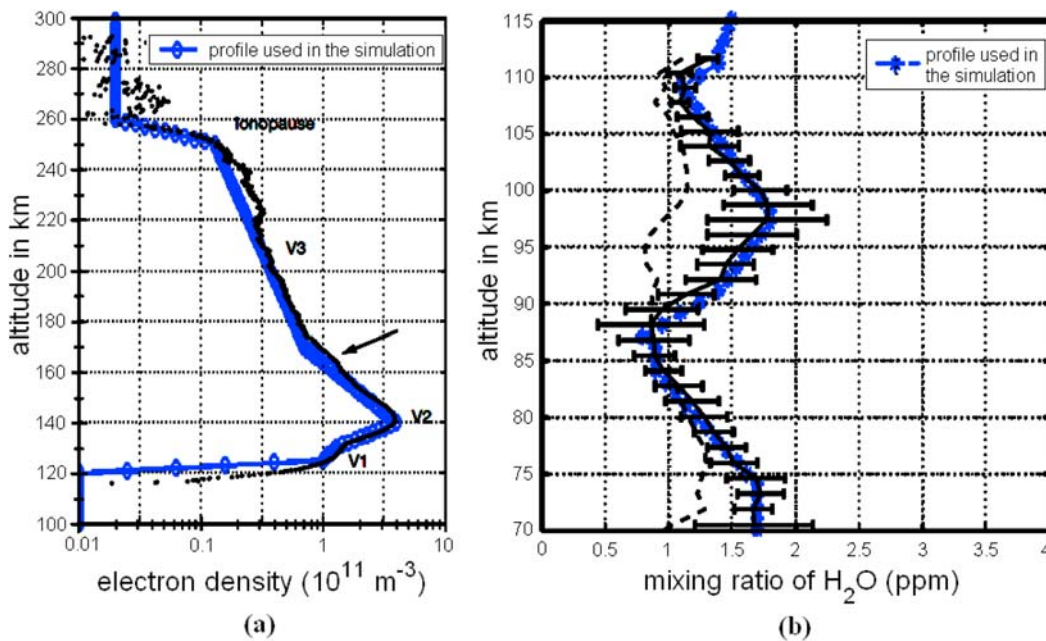 300
280
260
240
220
200
180
160
140
120
100
altitude in km
profile used in the simulation
Ionopause
V3
V2
V1
0.01
0.1
1
10
electron density (10¹¹ m⁻³)
(a)
115
110
105
100
95
90
85
80
75
70
altitude in km
profile used in
the simulation
0
0.5
1
1.5
2
2.5
3
3.5
4
mixing ratio of H₂O (ppm)
(b)